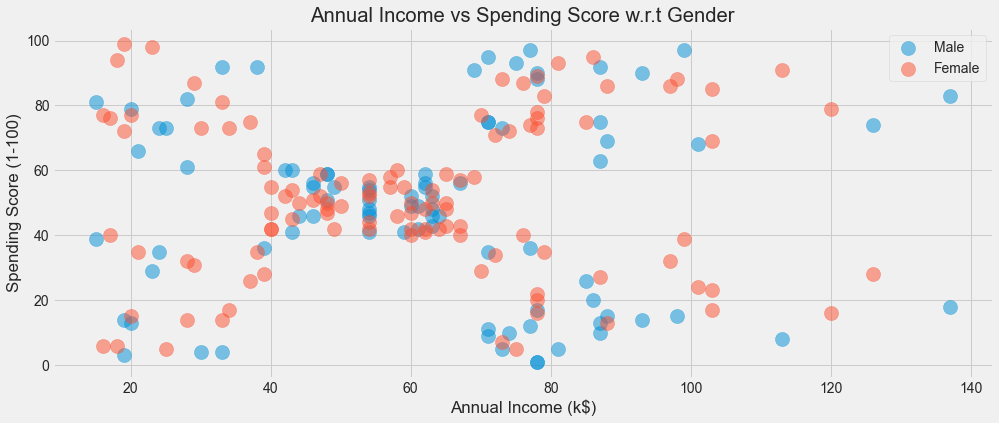 Annual Income vs Spending Score w.r.t Gender
Male
Female
Spending Score (1-100)
100
80
60
40
20
0
20
40
60
80
100
120
140
Annual Income (k$)